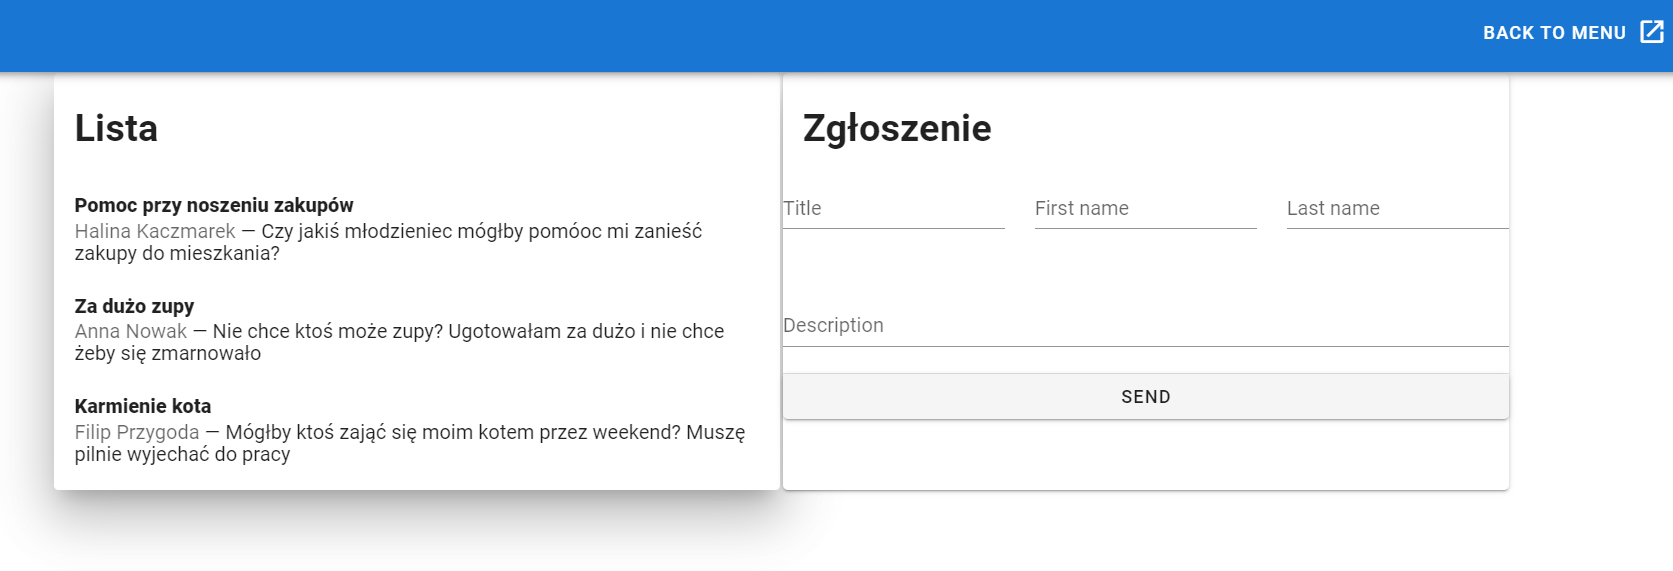 BACK TO MENU
Lista
Pomoc przy noszeniu zakupów
Halina Kaczmarek — Czy jakiś młodzieniec mógłby pomóoc mi zanieść
zakupy do mieszkania?
Za dużo zupy
Anna Nowak — Nie chce ktoś może zupy? Ugotowałam za dużo i nie chce
żeby się zmarnowało
Karmienie kota
Filip Przygoda — Mógłby ktoś zająć się moim kotem przez weekend? Muszę
pilnie wyjechać do pracy
Zgłoszenie
Title
First name
Last name
Description
SEND